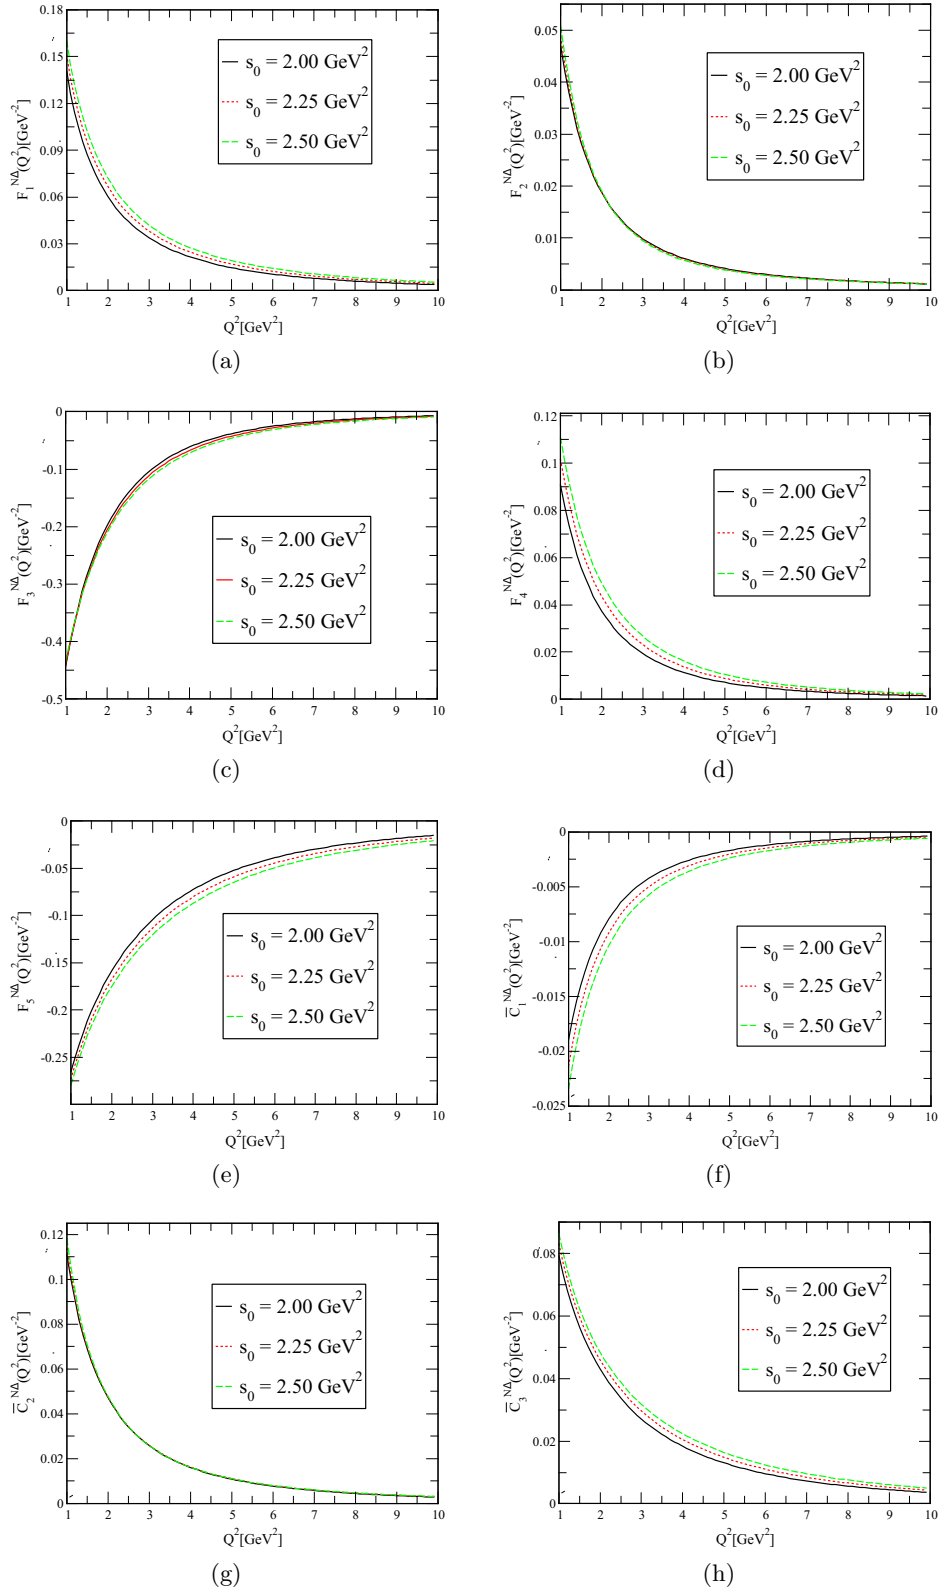 0.18
0.15
0.12
0.09
0.06
0.03
0
F₁^NΔ(Q²)[GeV⁻²]
s₀ = 2.00 GeV²
s₀ = 2.25 GeV²
s₀ = 2.50 GeV²
1 2 3 4 5 6 7 8 9 10
Q²[GeV²]
(a)
0.05
0.04
0.03
0.02
0.01
0
F₂^NΔ(Q²)[GeV⁻²]
s₀ = 2.00 GeV²
s₀ = 2.25 GeV²
s₀ = 2.50 GeV²
1 2 3 4 5 6 7 8 9 10
Q²[GeV²]
(b)
0
-0.1
-0.2
-0.3
-0.4
-0.5
F₃^NΔ(Q²)[GeV⁻²]
s₀ = 2.00 GeV²
s₀ = 2.25 GeV²
s₀ = 2.50 GeV²
1 2 3 4 5 6 7 8 9 10
Q²[GeV²]
(c)
0.12
0.1
0.08
0.06
0.04
0.02
0
F₄^NΔ(Q²)[GeV⁻²]
s₀ = 2.00 GeV²
s₀ = 2.25 GeV²
s₀ = 2.50 GeV²
1 2 3 4 5 6 7 8 9 10
Q²[GeV²]
(d)
0
-0.05
-0.1
-0.15
-0.2
-0.25
F₅^NΔ(Q²)[GeV⁻²]
s₀ = 2.00 GeV²
s₀ = 2.25 GeV²
s₀ = 2.50 GeV²
1 2 3 4 5 6 7 8 9 10
Q²[GeV²]
(e)
0
-0.005
-0.01
-0.015
-0.02
-0.025
C̅₁^NΔ(Q²)[GeV⁻²]
s₀ = 2.00 GeV²
s₀ = 2.25 GeV²
s₀ = 2.50 GeV²
1 2 3 4 5 6 7 8 9 10
Q²[GeV²]
(f)
0.12
0.1
0.08
0.06
0.04
0.02
0
C̅₂^NΔ(Q²)[GeV⁻²]
s₀ = 2.00 GeV²
s₀ = 2.25 GeV²
s₀ = 2.50 GeV²
1 2 3 4 5 6 7 8 9 10
Q²[GeV²]
(g)
0.08
0.06
0.04
0.02
0
C̅₃^NΔ(Q²)[GeV⁻²]
s₀ = 2.00 GeV²
s₀ = 2.25 GeV²
s₀ = 2.50 GeV²
1 2 3 4 5 6 7 8 9 10
Q²[GeV²]
(h)